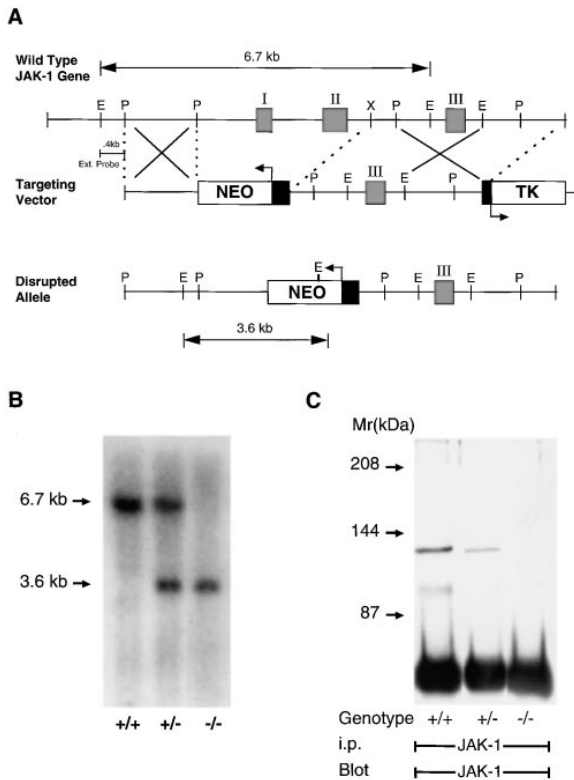 A
Wild Type
JAK-1 Gene
6.7 kb
E P P I II X P E III E P
.4kb
Ext. Probe
Targeting
Vector
NEO P E III E P TK
Disrupted
Allele
P E P E NEO P E III E P
3.6 kb
B
6.7 kb
3.6 kb
+/+ +/- -/-
C
Mr(kDa)
208
144
87
Genotype +/+ +/- -/-
i.p. JAK-1
Blot JAK-1